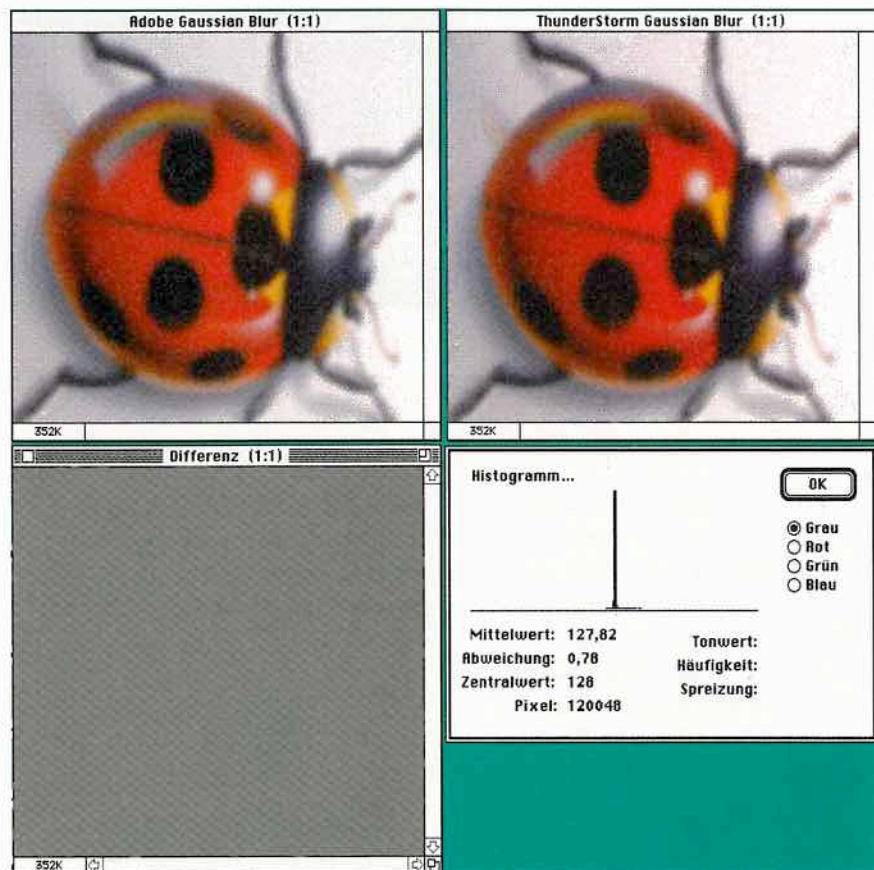 Adobe Gaussian Blur (1:1)
ThunderStorm Gaussian Blur (1:1)
352K
Differenz (1:1)
352K
Histogramm...
OK
Grau
Rot
Grün
Blau
Mittelwert: 127,82
Abweichung: 0,78
Zentralwert: 128
Pixel: 120048
Tonwert:
Häufigkeit:
Spreizung: